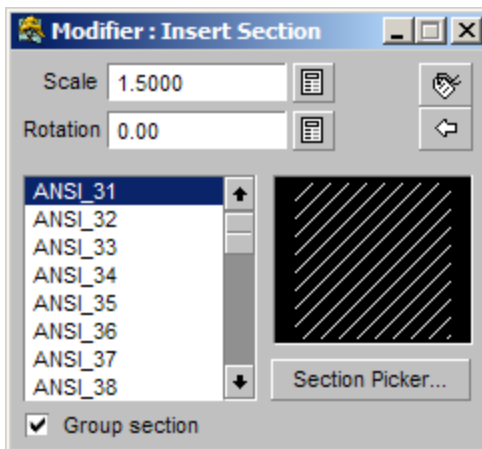 Modifier : Insert Section
Scale 1.5000
Rotation 0.00
ANSI_31
ANSI_32
ANSI_33
ANSI_34
ANSI_35
ANSI_36
ANSI_37
ANSI_38
Section Picker...
Group section